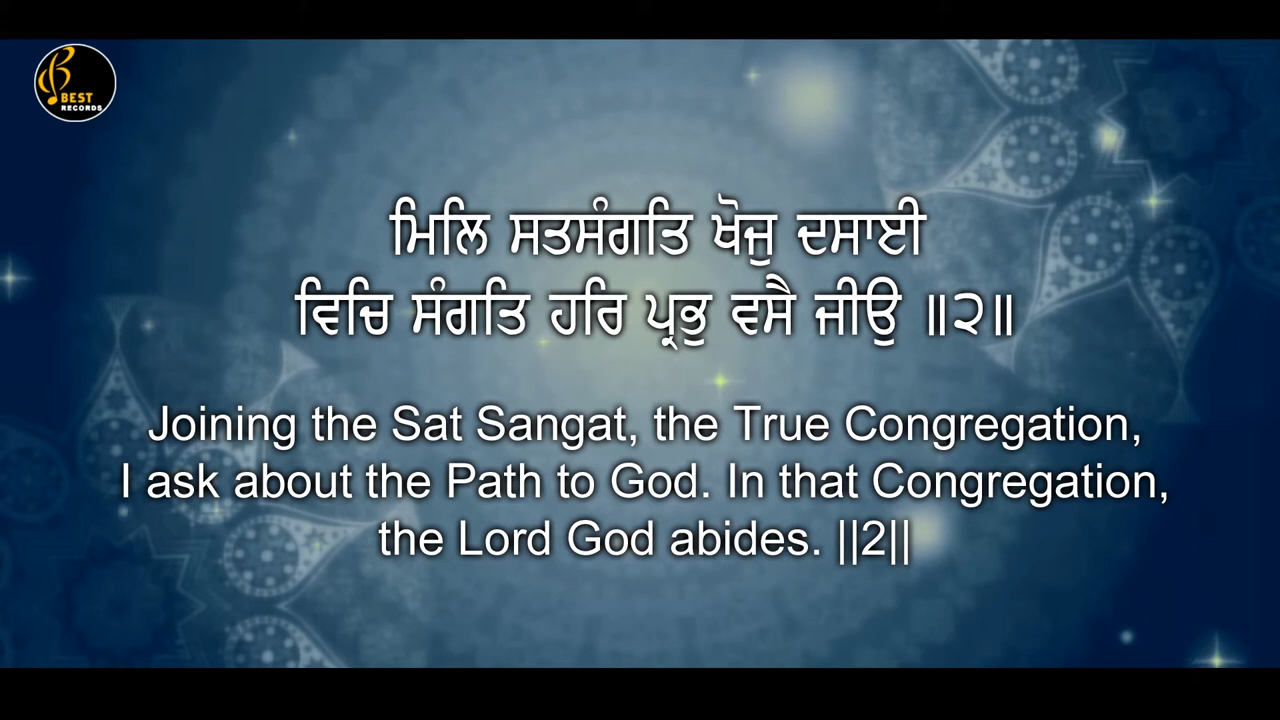 BEST
RECORDS
ਮਿਲਿ ਸਤਸੰਗਤਿ ਖੋਜੁ ਦਸਾਈ
ਵਿਚਿ ਸੰਗਤਿ ਹਰਿ ਪ੍ਰਭੁ ਵਸੈ ਜੀਉ ॥੨॥
Joining the Sat Sangat, the True Congregation,
I ask about the Path to God. In that Congregation,
the Lord God abides. ||2||